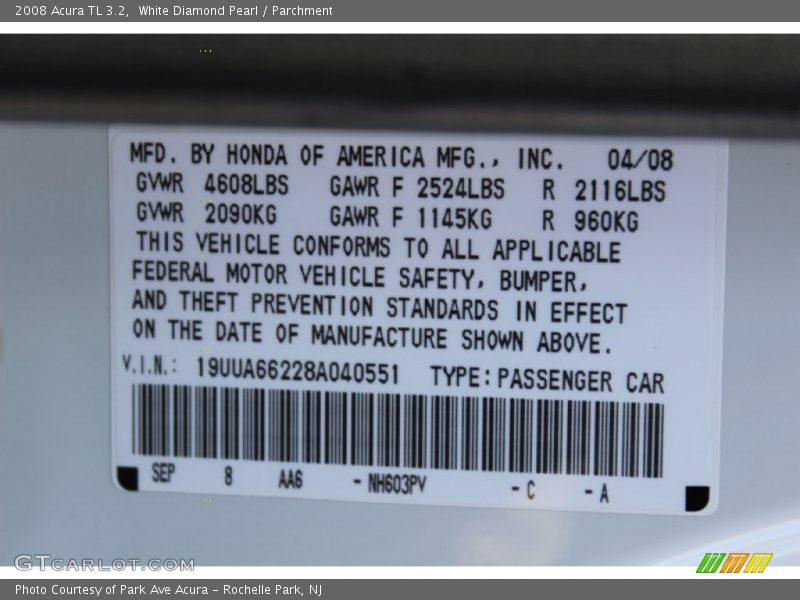 2008 Acura TL 3.2,  White Diamond Pearl / Parchment
MFD. BY HONDA OF AMERICA MFG., INC. 04/08
GVWR 4608LBS GAWR F 2524LBS R 2116LBS
GVWR 2090KG GAWR F 1145KG R 960KG
THIS VEHICLE CONFORMS TO ALL APPLICABLE
FEDERAL MOTOR VEHICLE SAFETY, BUMPER,
AND THEFT PREVENTION STANDARDS IN EFFECT
ON THE DATE OF MANUFACTURE SHOWN ABOVE.
V.I.N.: 19UUA66228A040551 TYPE: PASSENGER CAR
SEP 8 AA6 - NH603PV - C - A
GTCARLOT.COM
Photo Courtesy of Park Ave Acura - Rochelle Park, NJ